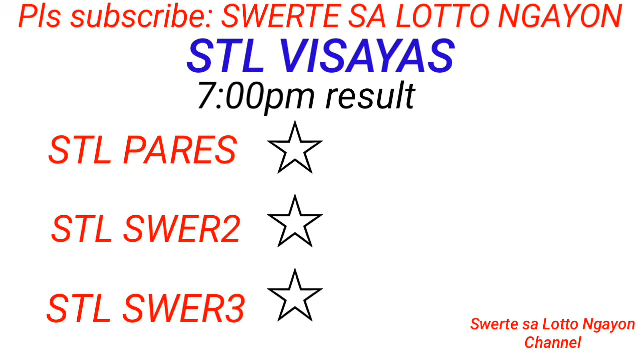 Pls subscribe: SWERTE SA LOTTO NGAYON
STL VISAYAS
7:00pm result
STL PARES
STL SWER2
STL SWER3
Swerte sa Lotto Ngayon
Channel